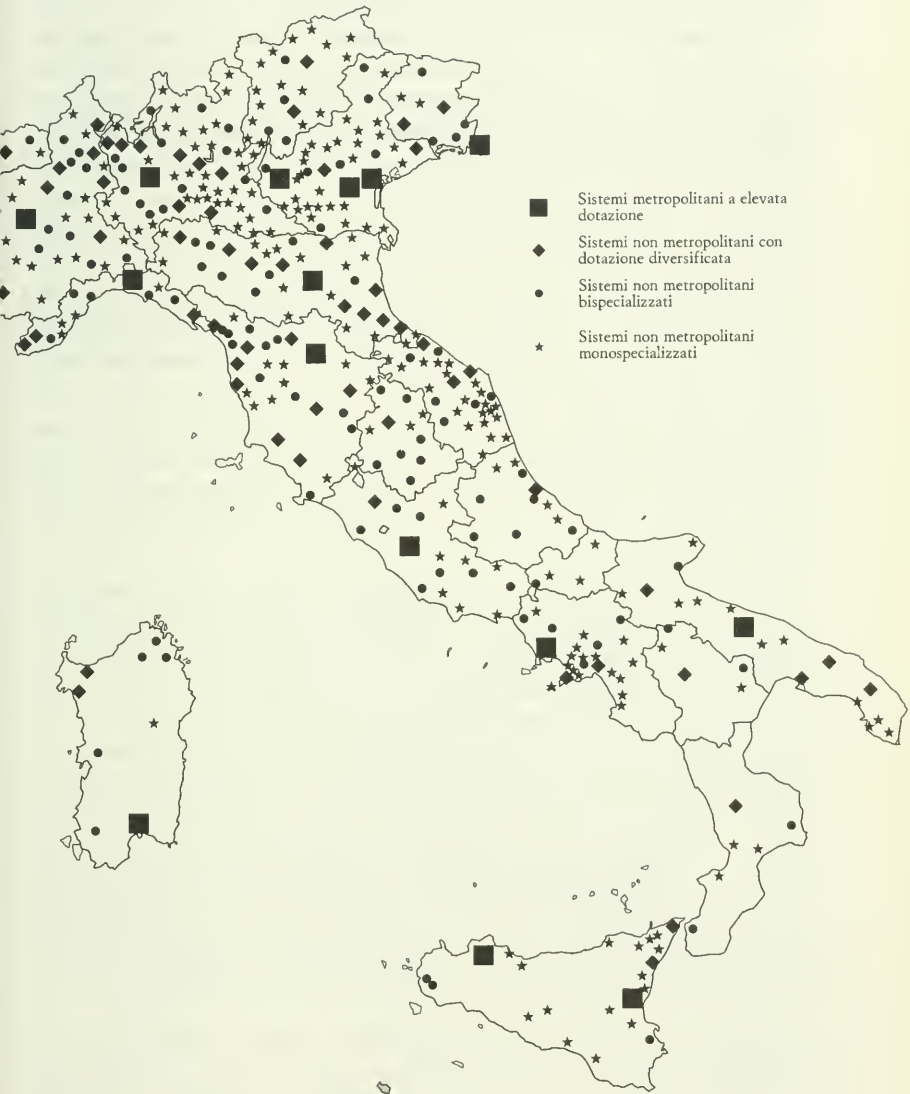 Sistemi metropolitani a elevata
dotazione
Sistemi non metropolitani con
dotazione diversificata
Sistemi non metropolitani
bispecializzati
Sistemi non metropolitani
monospecializzati